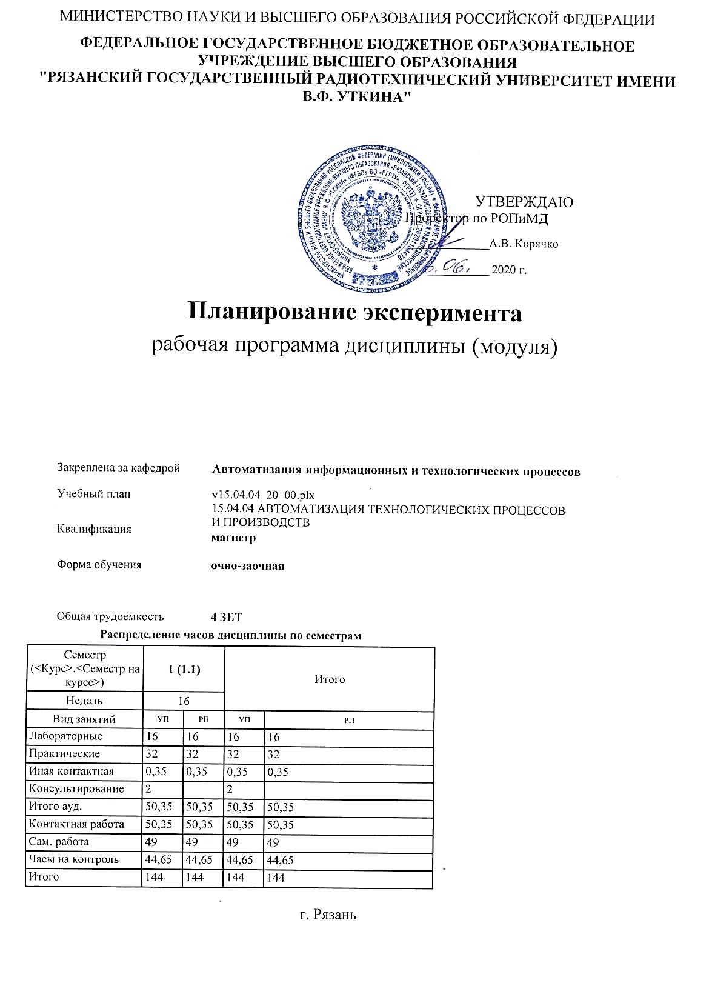 МИНИСТЕРСТВО НАУКИ И ВЫСШЕГО ОБРАЗОВАНИЯ РОССИЙСКОЙ ФЕДЕРАЦИИ
ФЕДЕРАЛЬНОЕ ГОСУДАРСТВЕННОЕ БЮДЖЕТНОЕ ОБРАЗОВАТЕЛЬНОЕ
УЧРЕЖДЕНИЕ ВЫСШЕГО ОБРАЗОВАНИЯ
"РЯЗАНСКИЙ ГОСУДАРСТВЕННЫЙ РАДИОТЕХНИЧЕСКИЙ УНИВЕРСИТЕТ ИМЕНИ
В.Ф. УТКИНА"
УТВЕРЖДАЮ
Проректор по РОПиМД
А.В. Корячко
06. 2020 г.
Планирование эксперимента
рабочая программа дисциплины (модуля)
Закреплена за кафедрой Автоматизация информационных и технологических процессов
Учебный план v15.04.04_20_00.plx
15.04.04 АВТОМАТИЗАЦИЯ ТЕХНОЛОГИЧЕСКИХ ПРОЦЕССОВ
И ПРОИЗВОДСТВ
Квалификация магистр
Форма обучения очно-заочная
Общая трудоемкость 4 ЗЕТ
Распределение часов дисциплины по семестрам
Семестр
(<Курс>.<Семестр на
курсе>)
1 (1.1)
Итого
Недель 16
Вид занятий УП РП УП РП
Лабораторные 16 16 16 16
Практические 32 32 32 32
Иная контактная 0,35 0,35 0,35 0,35
Консультирование 2 2
Итого ауд. 50,35 50,35 50,35 50,35
Контактная работа 50,35 50,35 50,35 50,35
Сам. работа 49 49 49 49
Часы на контроль 44,65 44,65 44,65 44,65
Итого 144 144 144 144
г. Рязань